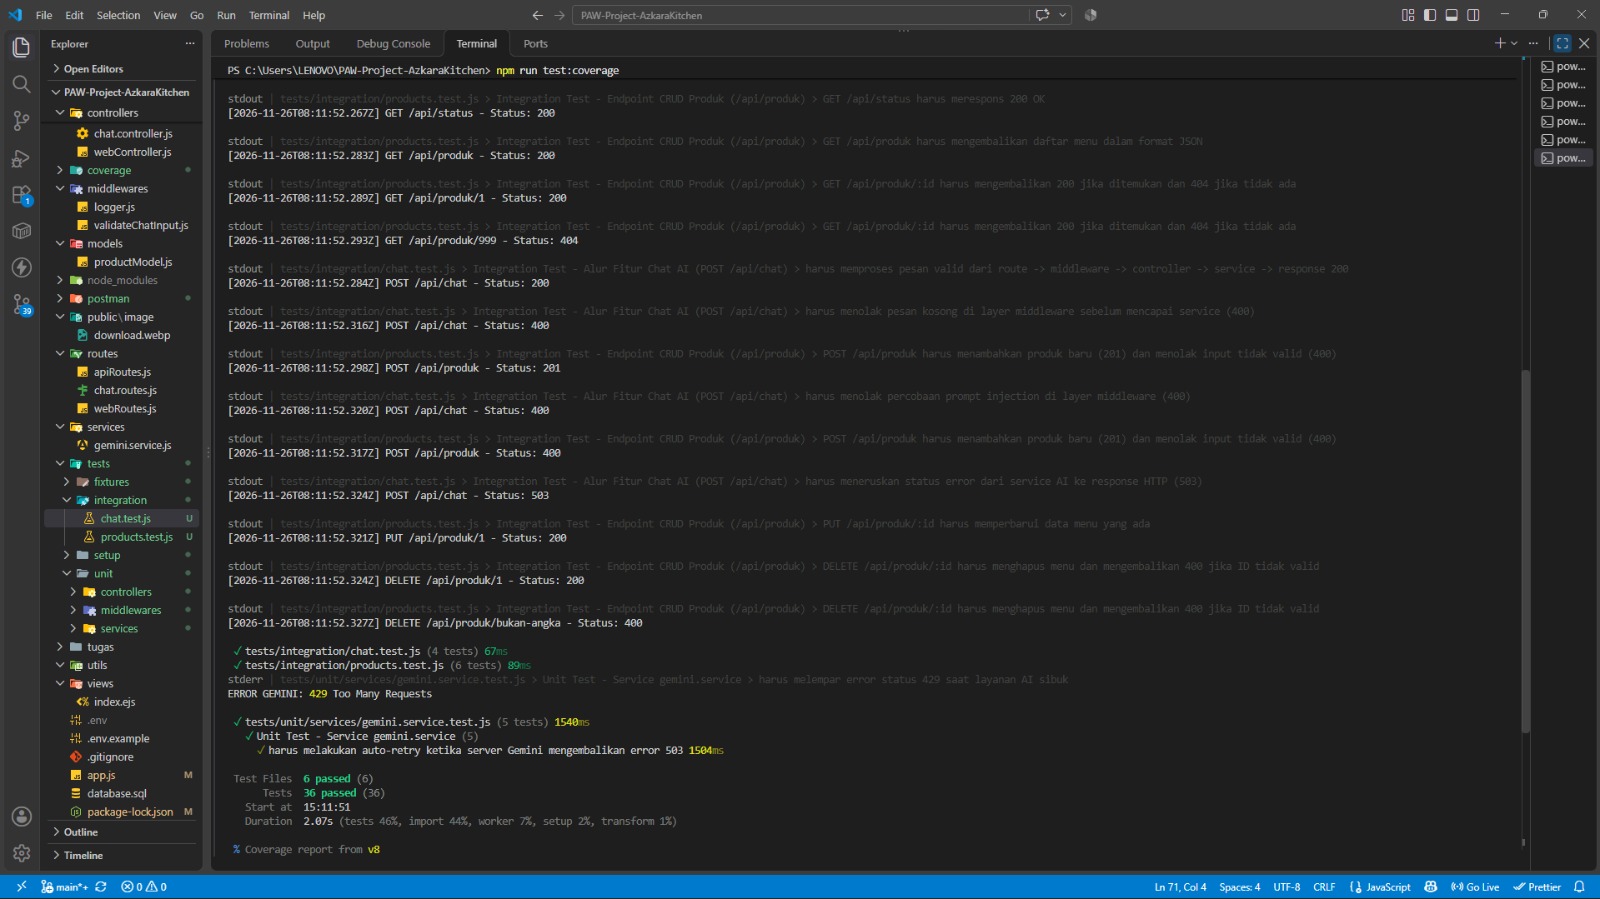 File Edit Selection View Go Run Terminal Help
PAW-Project-AzkaraKitchen
Explorer
Open Editors
PAW-Project-AzkaraKitchen
controllers
chat.controller.js
webController.js
coverage
middlewares
logger.js
validateChatInput.js
models
productModel.js
node_modules
postman
public\image
download.webp
routes
apiRoutes.js
chat.routes.js
webRoutes.js
services
gemini.service.js
tests
fixtures
integration
chat.test.js U
products.test.js U
setup
unit
controllers
middlewares
services
tugas
utils
views
index.ejs
.env
.env.example
.gitignore
app.js M
database.sql
package-lock.json M
Outline
Timeline
1
39
Problems Output Debug Console Terminal Ports
PS C:\Users\LENOVO\PAW-Project-AzkaraKitchen> npm run test:coverage
stdout | tests/integration/products.test.js > Integration Test - Endpoint CRUD Produk (/api/produk) > GET /api/status harus merespons 200 OK
[2026-11-26T08:11:52.267Z] GET /api/status - Status: 200
stdout | tests/integration/products.test.js > Integration Test - Endpoint CRUD Produk (/api/produk) > GET /api/produk harus mengembalikan daftar menu dalam format JSON
[2026-11-26T08:11:52.283Z] GET /api/produk - Status: 200
stdout | tests/integration/products.test.js > Integration Test - Endpoint CRUD Produk (/api/produk) > GET /api/produk/:id harus mengembalikan 200 jika ditemukan dan 404 jika tidak ada
[2026-11-26T08:11:52.289Z] GET /api/produk/1 - Status: 200
stdout | tests/integration/products.test.js > Integration Test - Endpoint CRUD Produk (/api/produk) > GET /api/produk/:id harus mengembalikan 200 jika ditemukan dan 404 jika tidak ada
[2026-11-26T08:11:52.293Z] GET /api/produk/999 - Status: 404
stdout | tests/integration/chat.test.js > Integration Test - Alur Fitur Chat AI (POST /api/chat) > harus memproses pesan valid dari route -> middleware -> controller -> service -> response 200
[2026-11-26T08:11:52.284Z] POST /api/chat - Status: 200
stdout | tests/integration/chat.test.js > Integration Test - Alur Fitur Chat AI (POST /api/chat) > harus menolak pesan kosong di layer middleware sebelum mencapai service (400)
[2026-11-26T08:11:52.316Z] POST /api/chat - Status: 400
stdout | tests/integration/products.test.js > Integration Test - Endpoint CRUD Produk (/api/produk) > POST /api/produk harus menambahkan produk baru (201) dan menolak input tidak valid (400)
[2026-11-26T08:11:52.298Z] POST /api/produk - Status: 201
stdout | tests/integration/chat.test.js > Integration Test - Alur Fitur Chat AI (POST /api/chat) > harus menolak percobaan prompt injection di layer middleware (400)
[2026-11-26T08:11:52.320Z] POST /api/chat - Status: 400
stdout | tests/integration/products.test.js > Integration Test - Endpoint CRUD Produk (/api/produk) > POST /api/produk harus menambahkan produk baru (201) dan menolak input tidak valid (400)
[2026-11-26T08:11:52.317Z] POST /api/produk - Status: 400
stdout | tests/integration/chat.test.js > Integration Test - Alur Fitur Chat AI (POST /api/chat) > harus meneruskan status error dari service AI ke response HTTP (503)
[2026-11-26T08:11:52.324Z] POST /api/chat - Status: 503
stdout | tests/integration/products.test.js > Integration Test - Endpoint CRUD Produk (/api/produk) > PUT /api/produk/:id harus memperbarui data menu yang ada
[2026-11-26T08:11:52.321Z] PUT /api/produk/1 - Status: 200
stdout | tests/integration/products.test.js > Integration Test - Endpoint CRUD Produk (/api/produk) > DELETE /api/produk/:id harus menghapus menu dan mengembalikan 400 jika ID tidak valid
[2026-11-26T08:11:52.324Z] DELETE /api/produk/1 - Status: 200
stdout | tests/integration/products.test.js > Integration Test - Endpoint CRUD Produk (/api/produk) > DELETE /api/produk/:id harus menghapus menu dan mengembalikan 400 jika ID tidak valid
[2026-11-26T08:11:52.327Z] DELETE /api/produk/bukan-angka - Status: 400
✓ tests/integration/chat.test.js (4 tests) 67ms
✓ tests/integration/products.test.js (6 tests) 89ms
stderr | tests/unit/services/gemini.service.test.js > Unit Test - Service gemini.service > harus melempar error status 429 saat layanan AI sibuk
ERROR GEMINI: 429 Too Many Requests
✓ tests/unit/services/gemini.service.test.js (5 tests) 1540ms
✓ Unit Test - Service gemini.service (5)
✓ harus melakukan auto-retry ketika server Gemini mengembalikan error 503 1504ms
Test Files 6 passed (6)
Tests 36 passed (36)
Start at 15:11:51
Duration 2.07s (tests 46%, import 44%, worker 7%, setup 2%, transform 1%)
% Coverage report from v8
pow...
pow...
pow...
pow...
pow...
pow...
main*+ 0 0 Ln 71, Col 4 Spaces: 4 UTF-8 CRLF {} JavaScript Go Live Prettier